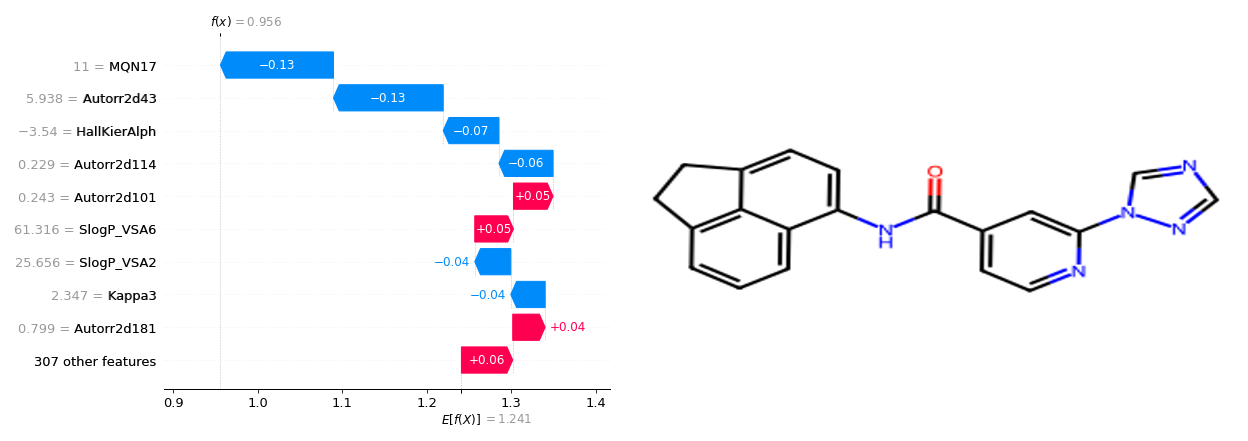 f(x) = 0.956
11 = MQN17
−0.13
5.938 = Autorr2d43
−0.13
−3.54 = HallKierAlph
−0.07
0.229 = Autorr2d114
−0.06
0.243 = Autorr2d101
+0.05
61.316 = SlogP_VSA6
+0.05
25.656 = SlogP_VSA2
−0.04
2.347 = Kappa3
−0.04
0.799 = Autorr2d181
+0.04
307 other features
+0.06
0.9 1.0 1.1 1.2 1.3 1.4
E[f(X)] = 1.241
O
N
H
N
N
N
N